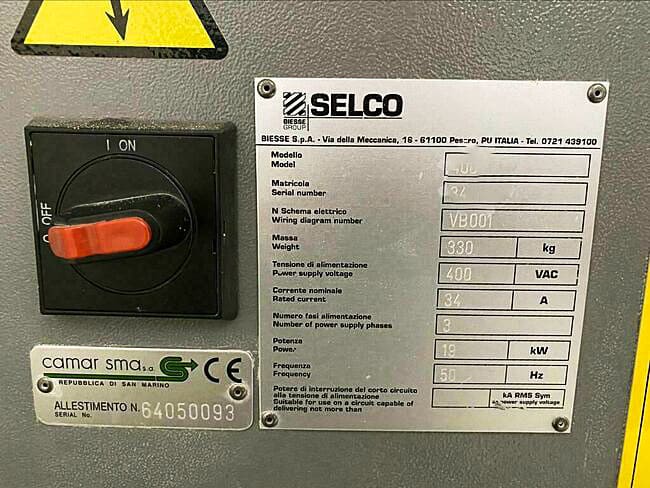 SELCO
BIESSE
GROUP
BIESSE S.p.A. - Via della Meccanica, 16 - 61100 Pesaro, PU ITALIA - Tel. 0721 439100
Modello
Model
Matricola
Serial number
N Schema elettrico
Wiring diagram number VB001
Massa
Weight 330 kg
Tensione di alimentazione
Power supply voltage 400 VAC
Corrente nominale
Rated current 34 A
Numero fasi alimentazione
Number of power supply phases 3
Potenza
Power 19 kW
Frequenza
Frequency 50 Hz
Potere di interruzione del corto circuito
alla tensione di alimentazione
Suitable for use on a circuit capable of
delivering not more than
kA RMS Sym
power supply voltage
I ON
O OFF
camar sma s.a. S CE
REPUBBLICA DI SAN MARINO
ALLESTIMENTO N. 64050093
SERIAL No.